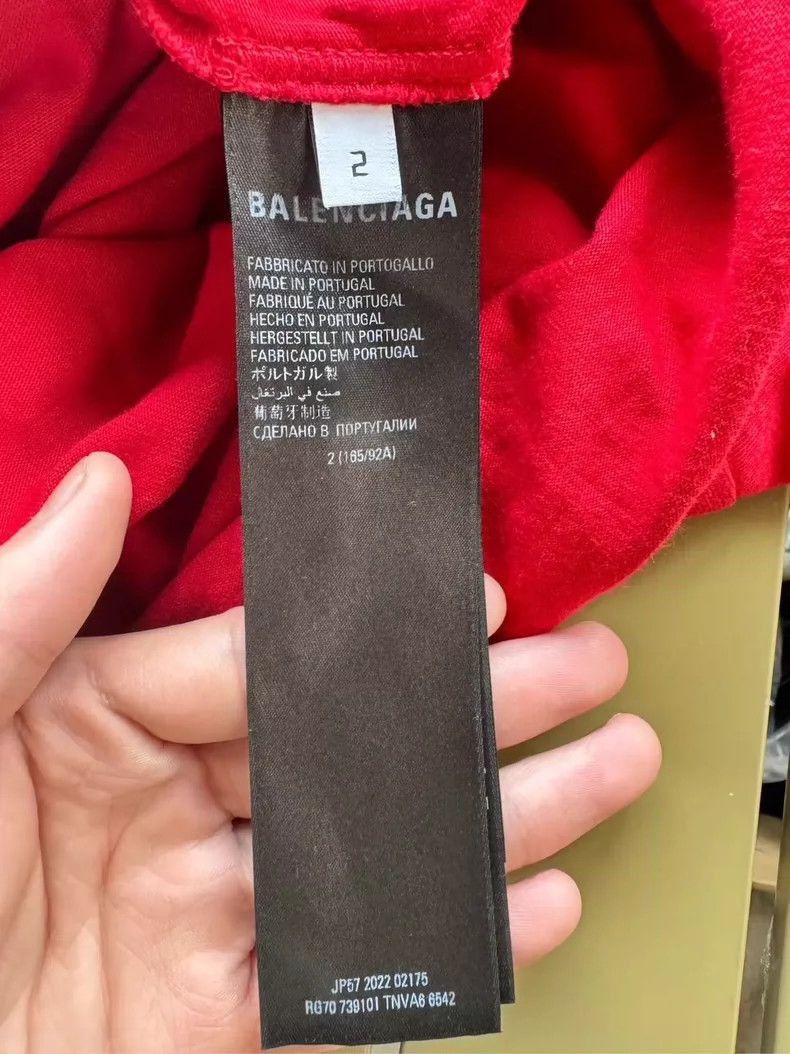 2
BALENCIAGA
FABBRICATO IN PORTOGALLO
MADE IN PORTUGAL
FABRIQUÉ AU PORTUGAL
HECHO EN PORTUGAL
HERGESTELLT IN PORTUGAL
FABRICADO EM PORTUGAL
ポルトガル製
صنع في البرتغال
葡萄牙制造
СДЕЛАНО В ПОРТУГАЛИИ
2 (165/92A)
JP57 2022 02175
RG70 739101 TNVA6 6542